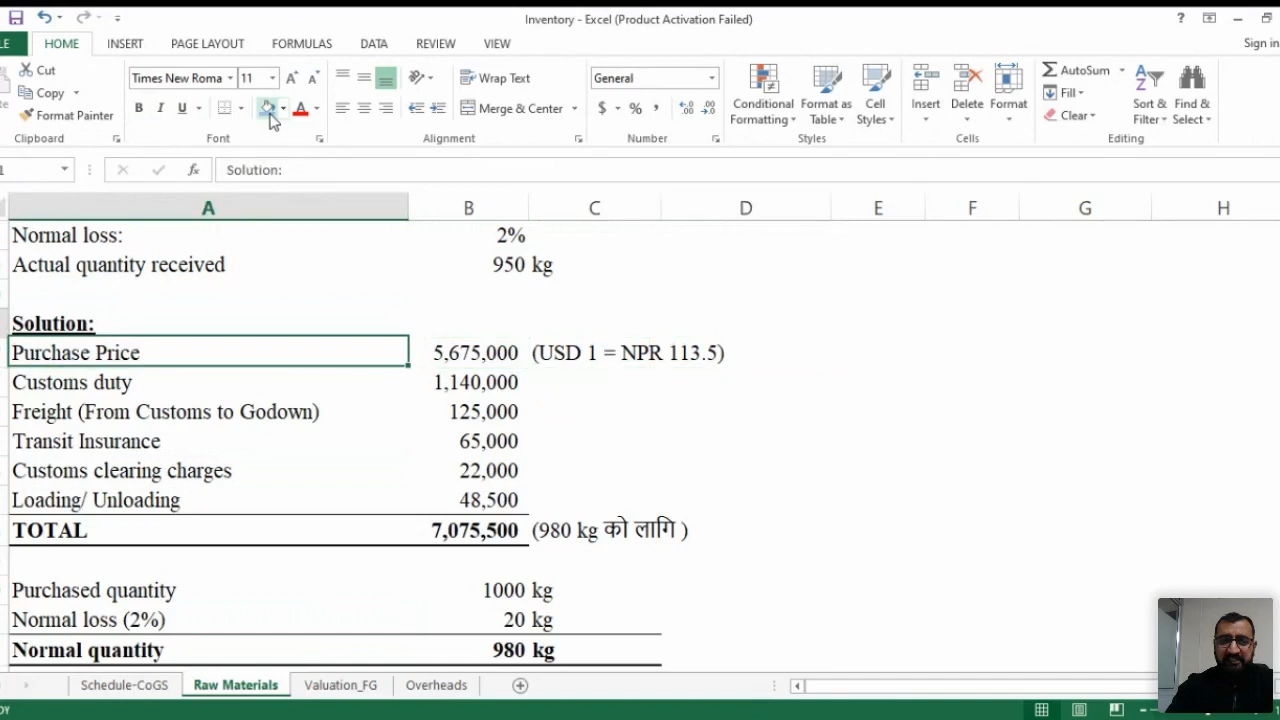 Inventory - Excel (Product Activation Failed)
HOME INSERT PAGE LAYOUT FORMULAS DATA REVIEW VIEW Sign in
Cut
Copy
Format Painter
Clipboard
Times New Roma 11
B I U
Font
Wrap Text
Merge & Center
Alignment
General
$ % ,
Number
Conditional Formatting
Format as Table
Cell Styles
Styles
Insert
Delete
Format
Cells
AutoSum
Fill
Clear
Sort & Filter
Find & Select
Editing
fx Solution:
A B C D E F G H
Normal loss: 2%
Actual quantity received 950 kg
Solution:
Purchase Price 5,675,000 (USD 1 = NPR 113.5)
Customs duty 1,140,000
Freight (From Customs to Godown) 125,000
Transit Insurance 65,000
Customs clearing charges 22,000
Loading/ Unloading 48,500
TOTAL 7,075,500 (980 kg को लागि )
Purchased quantity 1000 kg
Normal loss (2%) 20 kg
Normal quantity 980 kg
Schedule-CoGS Raw Materials Valuation_FG Overheads